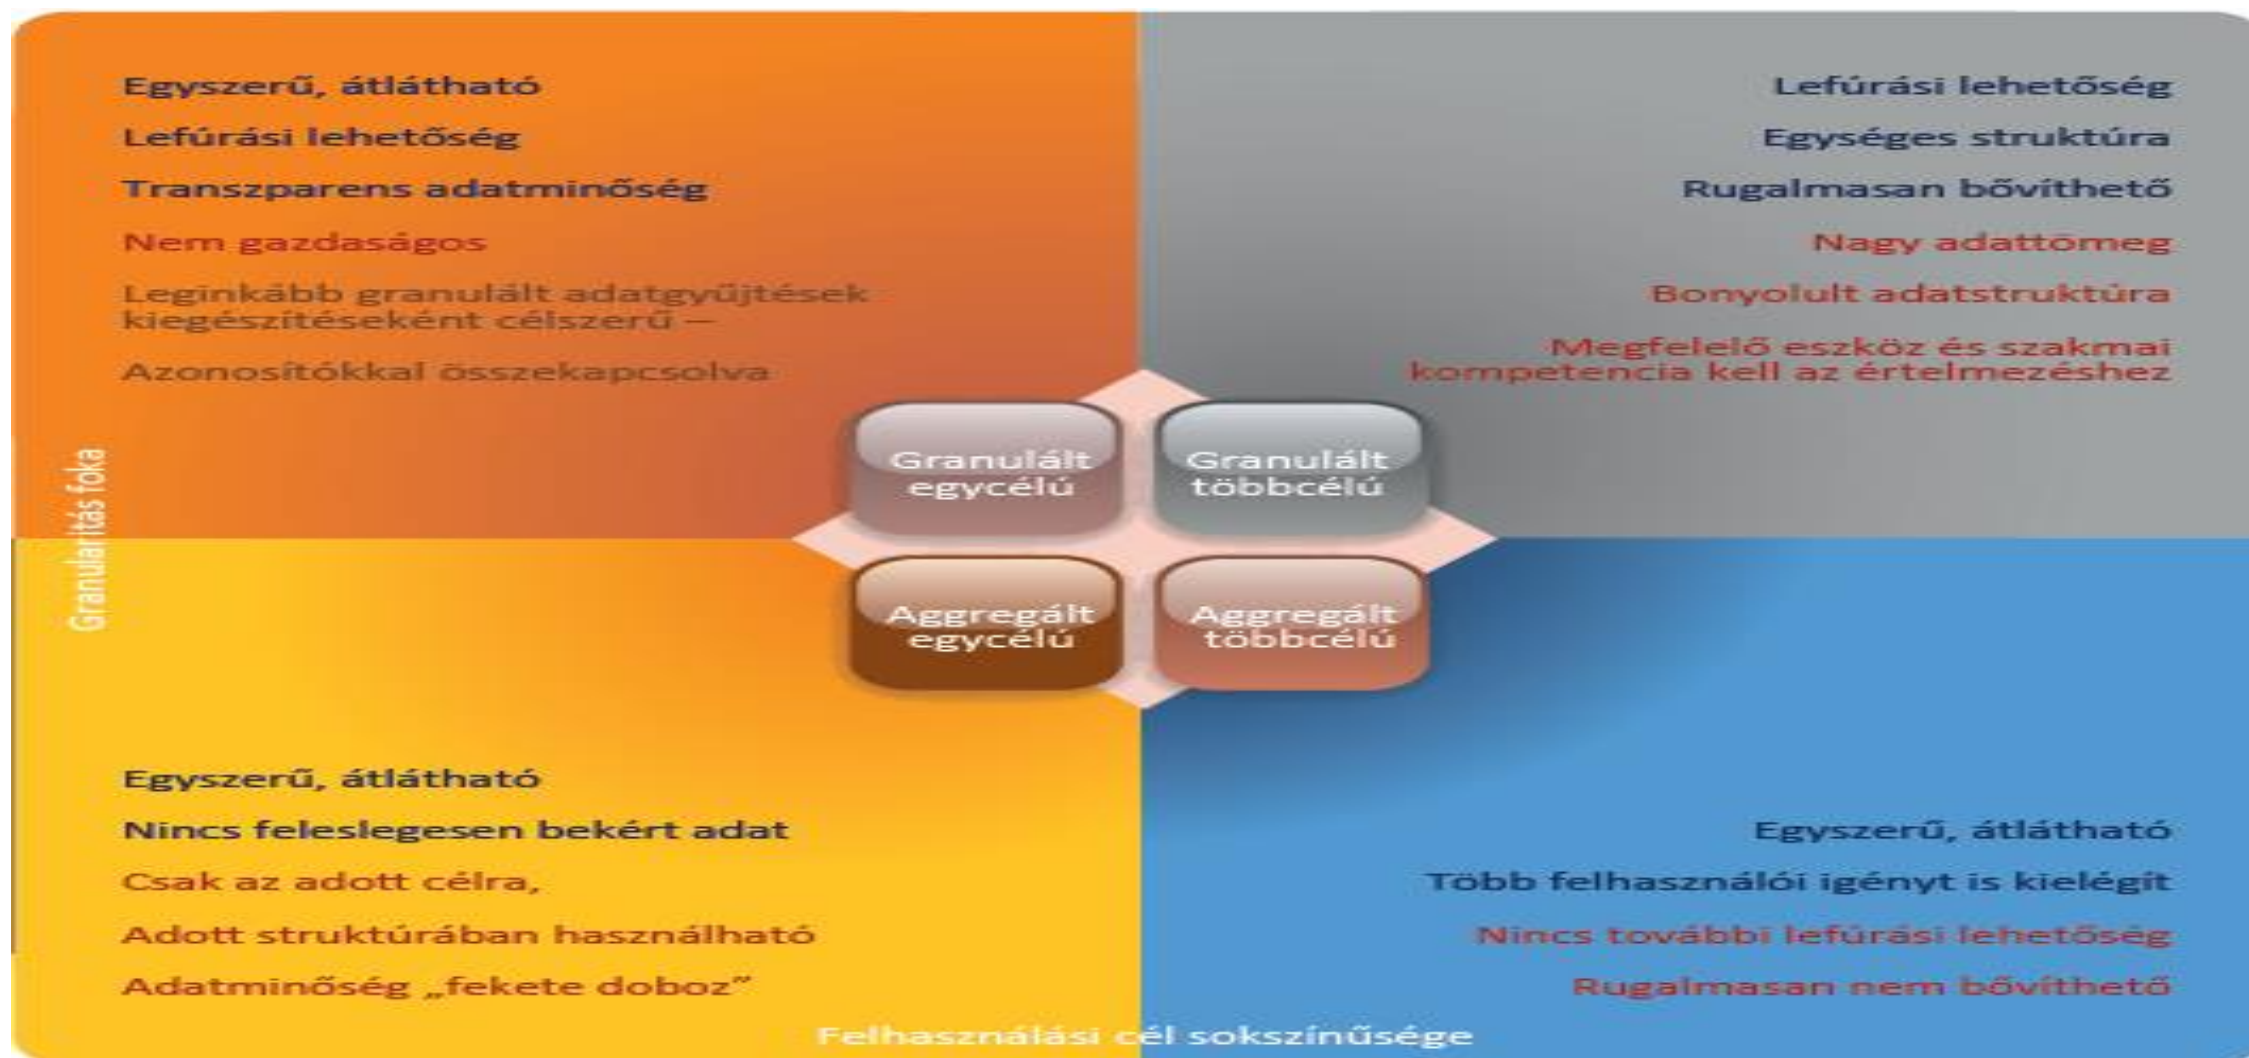 Egyszerű, átlátható
Lefúrási lehetőség
Transzparens adatminőség
Nem gazdaságos
Leginkább granulált adatgyűjtések
kiegészítéseként célszerű –
Azonosítókkal összekapcsolva
Lefúrási lehetőség
Egységes struktúra
Rugalmasan bővíthető
Nagy adattömeg
Bonyolult adatstruktúra
Megfelelő eszköz és szakmai
kompetencia kell az értelmezéshez
Granularitás foka
Granulált
egycélú
Granulált
többcélú
Aggregált
egycélú
Aggregált
többcélú
Egyszerű, átlátható
Nincs feleslegesen bekért adat
Csak az adott célra,
Adott struktúrában használható
Adatminőség „fekete doboz”
Egyszerű, átlátható
Több felhasználói igényt is kielégít
Nincs további lefúrási lehetőség
Rugalmasan nem bővíthető
Felhasználási cél sokszínűsége